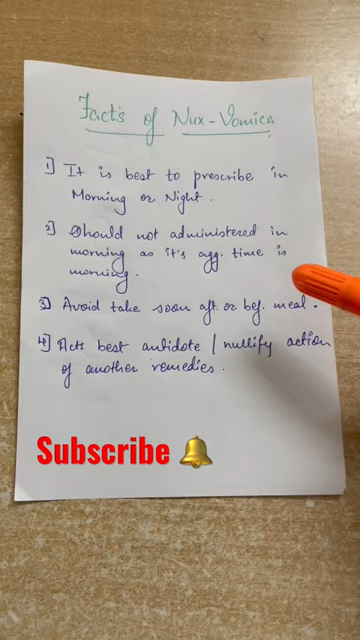 Facts of Nux-Vomica
1] It is best to prescribe in
Morning or Night.
2] Should not administered in
morning as it's agg. time is
morning.
3] Avoid take soon aft. or bef. meal.
4] Acts best antidote / nullify action
of another remedies.
Subscribe